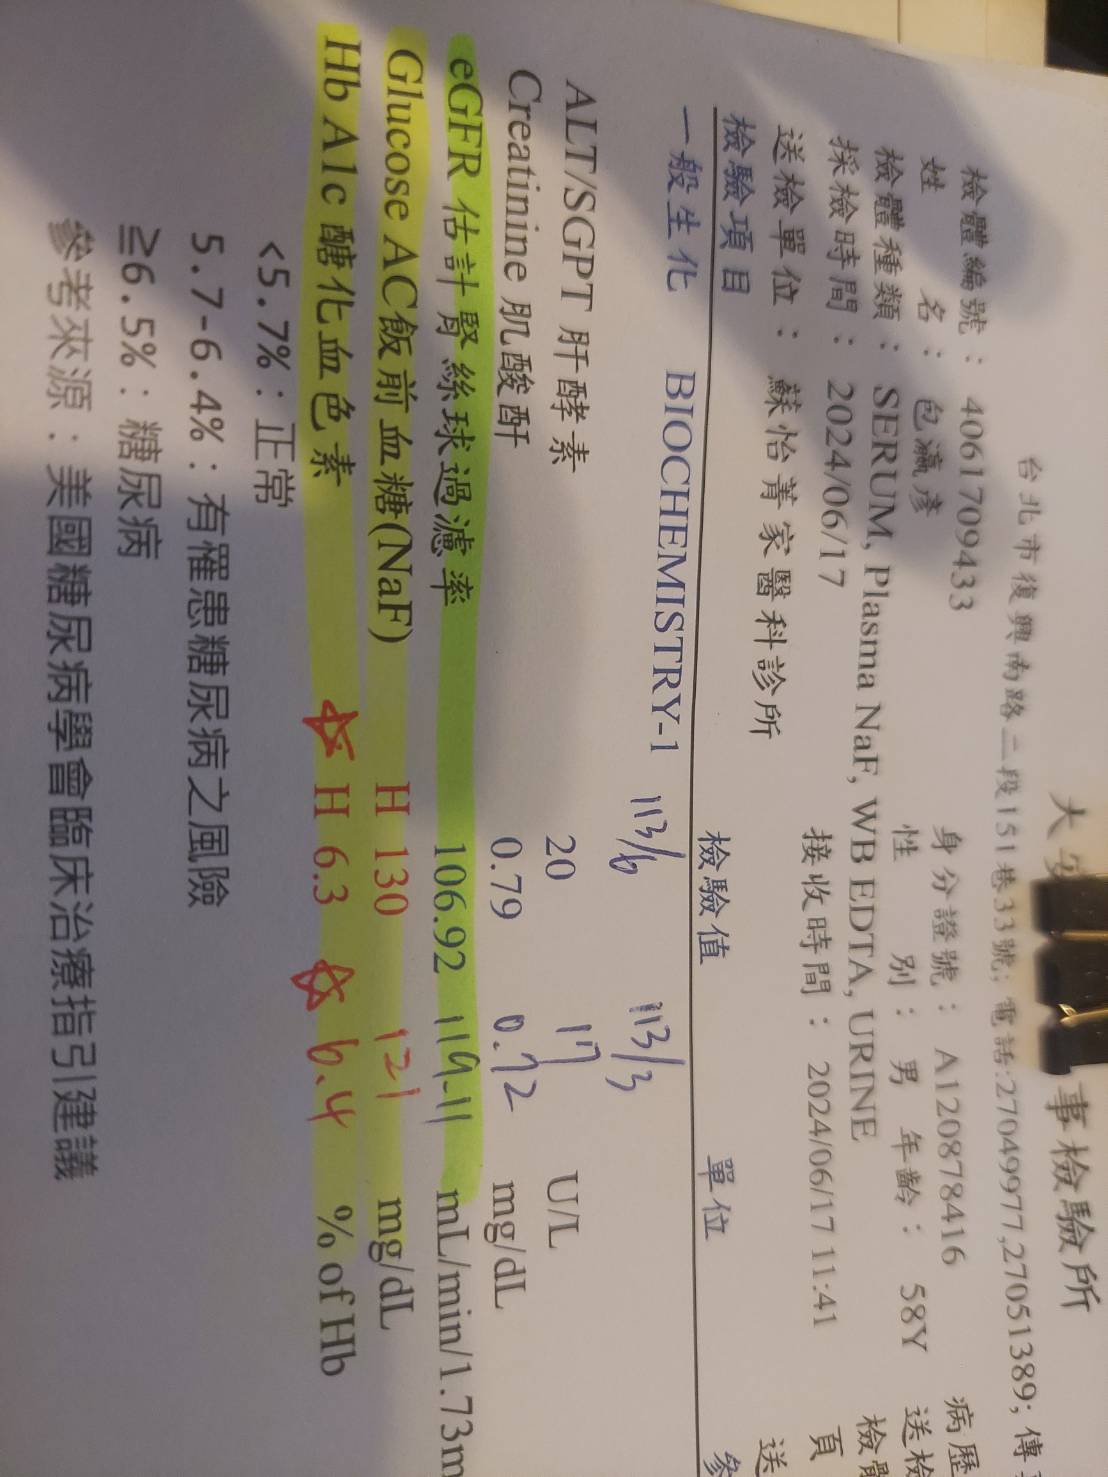 大安 事檢驗所
台北市復興南路二段151巷33號; 電話:27049977,27051389; 傳
檢體編號： 4061709433 身分證號： A120878416 病歷
姓 名： 包瀛彥 性 別： 男 年齡： 58Y 送檢
檢體種類： SERUM, Plasma NaF, WB EDTA, URINE 檢體
採檢時間： 2024/06/17 接收時間： 2024/06/17 11:41 頁
送檢單位： 蘇怡菁家醫科診所 送
檢驗項目 檢驗值 單位 參
一般生化 BIOCHEMISTRY-1 113/6 113/3
ALT/SGPT 肝酵素 20 17 U/L
Creatinine 肌酸酐 0.79 0.72 mg/dL
eGFR 估計腎絲球過濾率 106.92 119.11 mL/min/1.73m
Glucose AC飯前血糖(NaF) H 130 121 mg/dL
Hb A1c 醣化血色素 ☆ H 6.3 ☆ 6.4 % of Hb
<5.7%：正常
5.7-6.4%：有罹患糖尿病之風險
≧6.5%：糖尿病
參考來源：美國糖尿病學會臨床治療指引建議